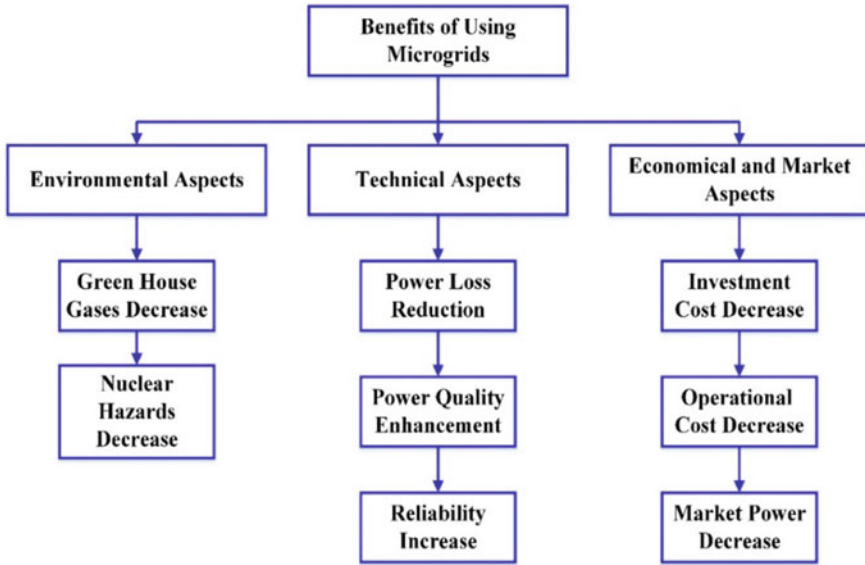 Benefits of Using
Microgrids
Environmental Aspects
Technical Aspects
Economical and Market
Aspects
Green House
Gases Decrease
Power Loss
Reduction
Investment
Cost Decrease
Nuclear
Hazards
Decrease
Power Quality
Enhancement
Operational
Cost Decrease
Reliability
Increase
Market Power
Decrease